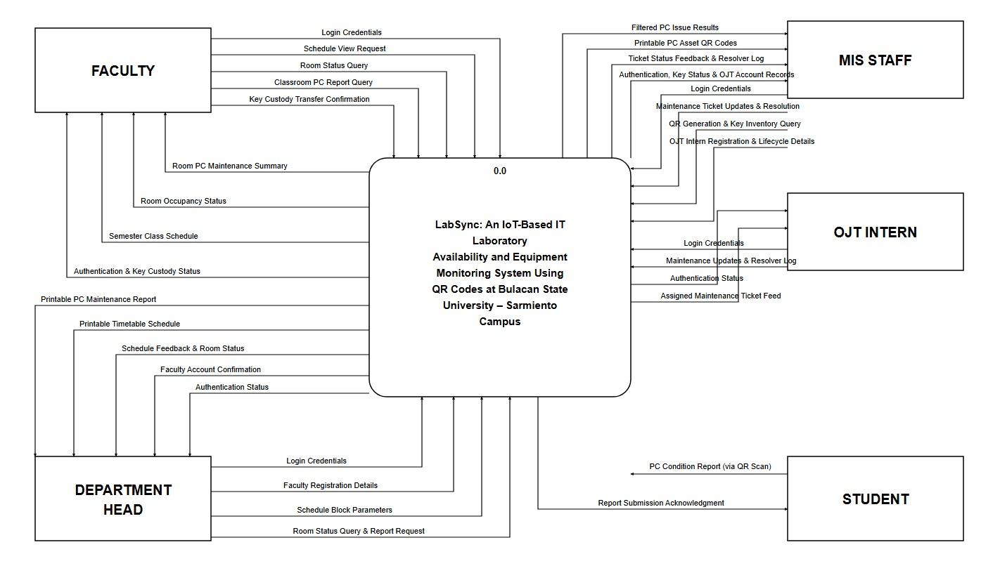 FACULTY
Login Credentials
Schedule View Request
Room Status Query
Classroom PC Report Query
Key Custody Transfer Confirmation
Filtered PC Issue Results
Printable PC Asset QR Codes
Ticket Status Feedback & Resolver Log
Authentication, Key Status & OJT Account Records
Login Credentials
Maintenance Ticket Updates & Resolution
QR Generation & Key Inventory Query
OJT Intern Registration & Lifecycle Details
MIS STAFF
Room PC Maintenance Summary
Room Occupancy Status
Semester Class Schedule
Authentication & Key Custody Status
0.0
LabSync: An IoT-Based IT
Laboratory
Availability and Equipment
Monitoring System Using
QR Codes at Bulacan State
University – Sarmiento
Campus
OJT INTERN
Login Credentials
Maintenance Updates & Resolver Log
Authentication Status
Assigned Maintenance Ticket Feed
Printable PC Maintenance Report
Printable Timetable Schedule
Schedule Feedback & Room Status
Faculty Account Confirmation
Authentication Status
DEPARTMENT
HEAD
Login Credentials
Faculty Registration Details
Schedule Block Parameters
Room Status Query & Report Request
PC Condition Report (via QR Scan)
Report Submission Acknowledgment
STUDENT